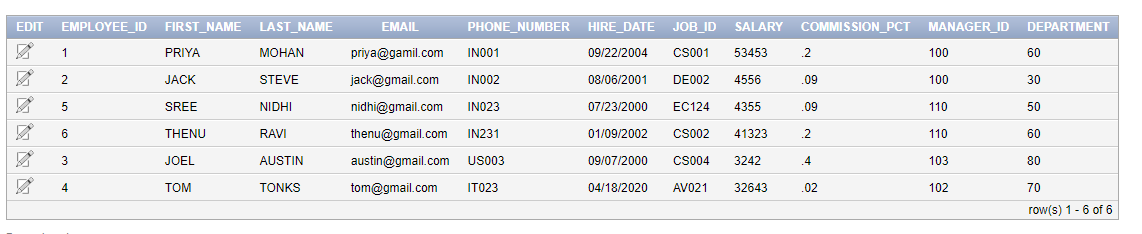 EDIT EMPLOYEE_ID FIRST_NAME LAST_NAME EMAIL PHONE_NUMBER HIRE_DATE JOB_ID SALARY COMMISSION_PCT MANAGER_ID DEPARTMENT
1 PRIYA MOHAN priya@gamil.com IN001 09/22/2004 CS001 53453 .2 100 60
2 JACK STEVE jack@gmail.com IN002 08/06/2001 DE002 4556 .09 100 30
5 SREE NIDHI nidhi@gmail.com IN023 07/23/2000 EC124 4355 .09 110 50
6 THENU RAVI thenu@gmail.com IN231 01/09/2002 CS002 41323 .2 110 60
3 JOEL AUSTIN austin@gmail.com US003 09/07/2000 CS004 3242 .4 103 80
4 TOM TONKS tom@gmail.com IT023 04/18/2020 AV021 32643 .02 102 70
row(s) 1 - 6 of 6